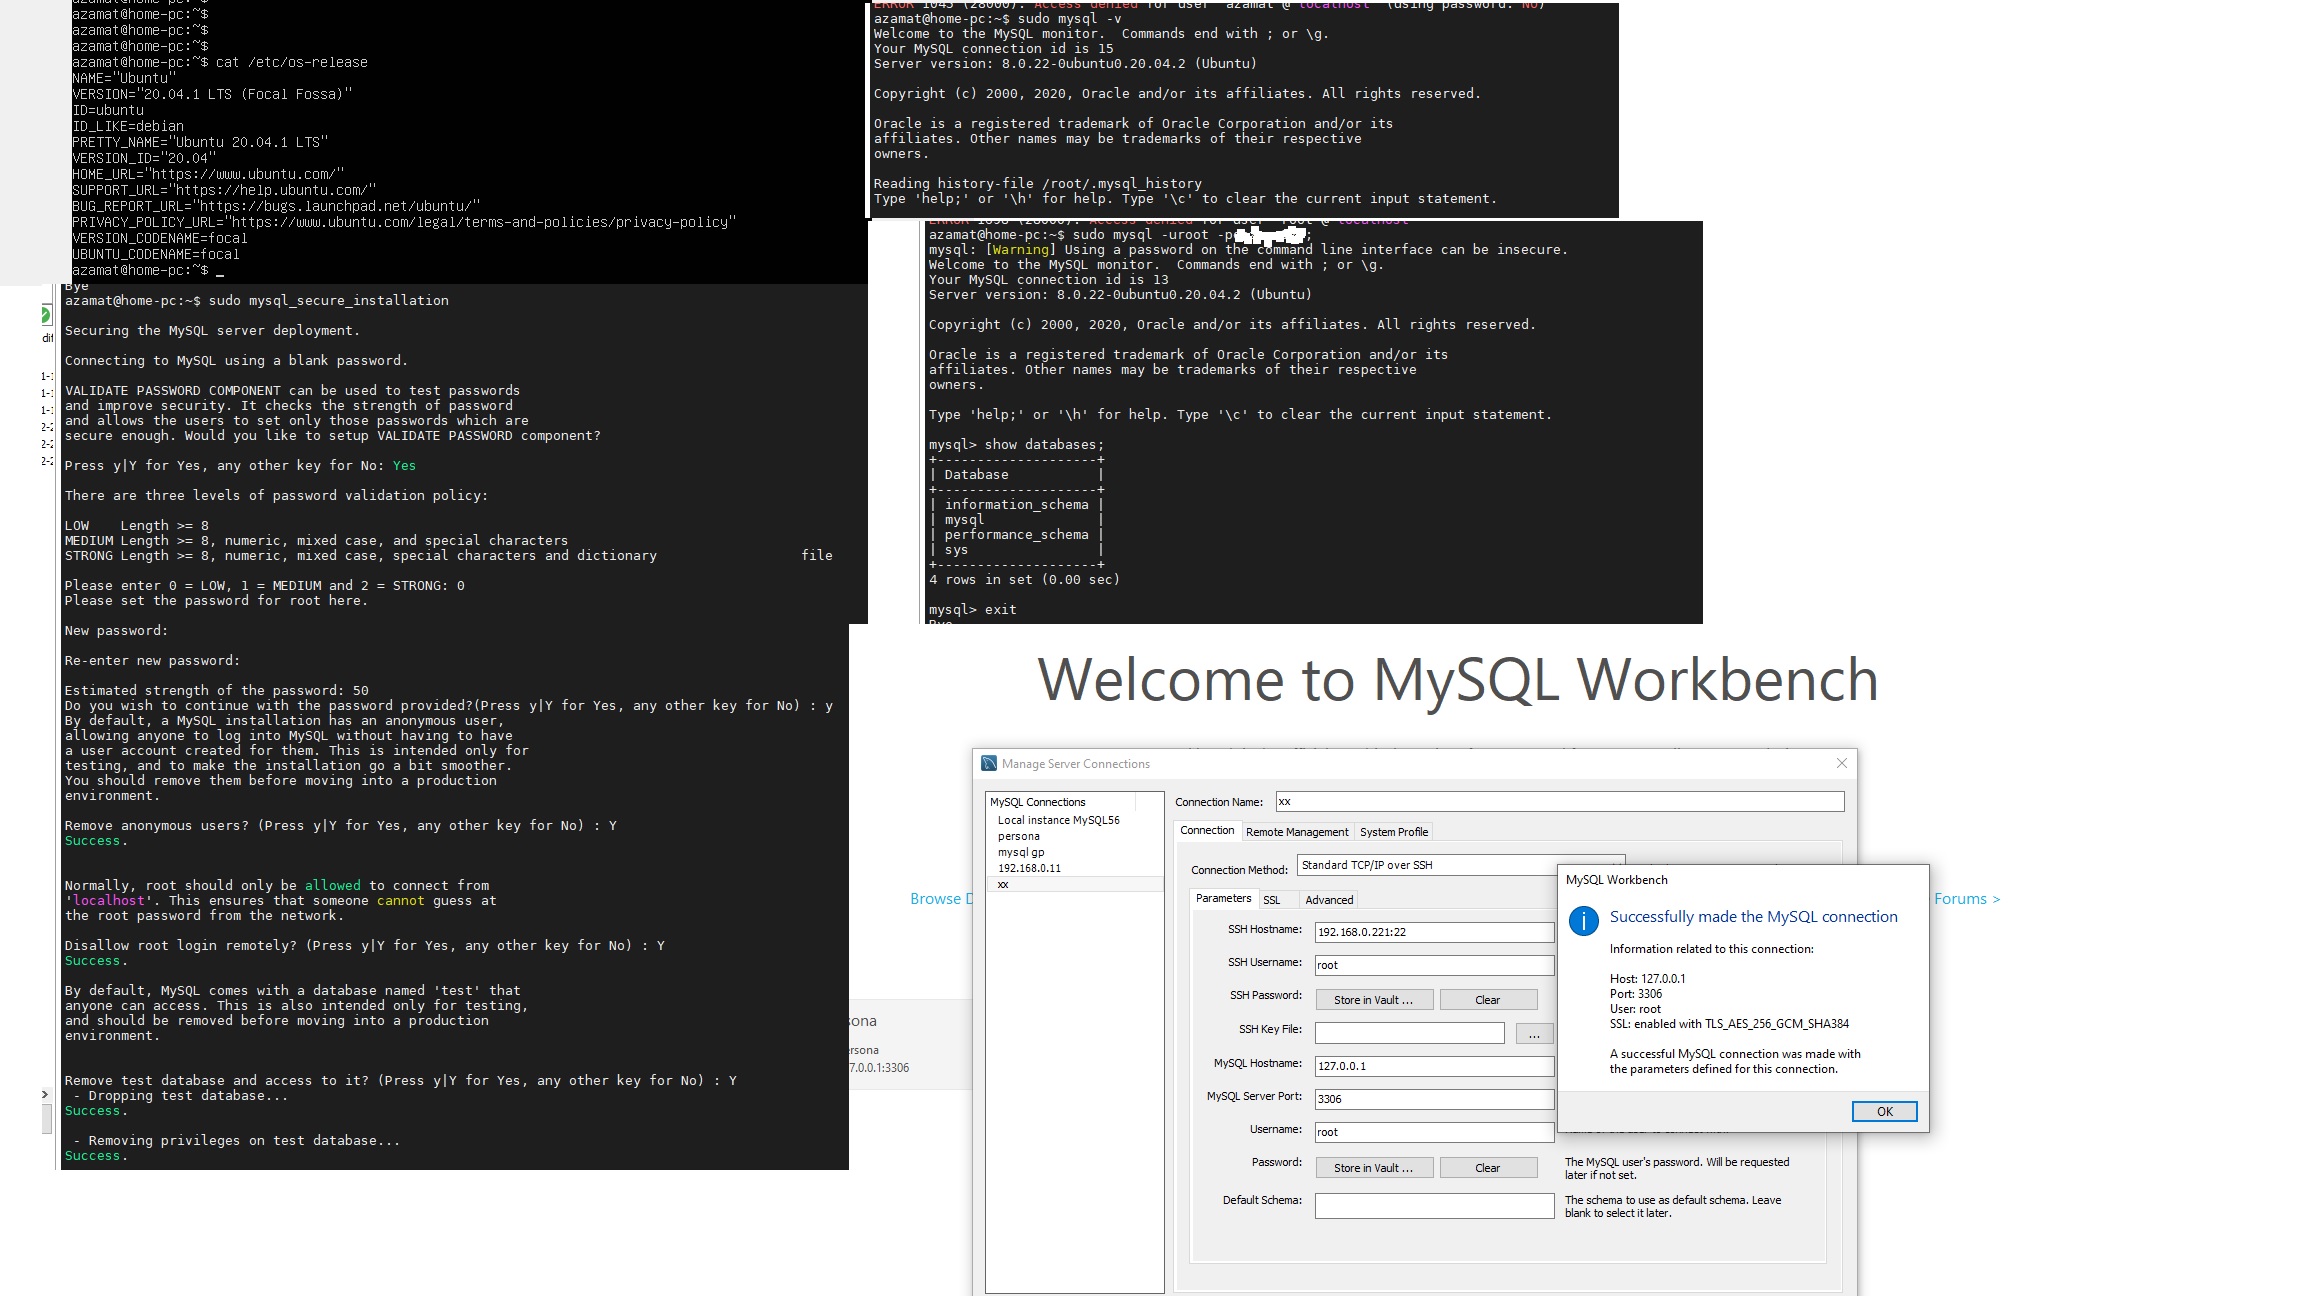 azamat@home-pc:~$
azamat@home-pc:~$
azamat@home-pc:~$
azamat@home-pc:~$
azamat@home-pc:~$ cat /etc/os-release
NAME="Ubuntu"
VERSION="20.04.1 LTS (Focal Fossa)"
ID=ubuntu
ID_LIKE=debian
PRETTY_NAME="Ubuntu 20.04.1 LTS"
VERSION_ID="20.04"
HOME_URL="https://www.ubuntu.com/"
SUPPORT_URL="https://help.ubuntu.com/"
BUG_REPORT_URL="https://bugs.launchpad.net/ubuntu/"
PRIVACY_POLICY_URL="https://www.ubuntu.com/legal/terms-and-policies/privacy-policy"
VERSION_CODENAME=focal
UBUNTU_CODENAME=focal
azamat@home-pc:~$ _
Bye
azamat@home-pc:~$ sudo mysql_secure_installation
Securing the MySQL server deployment.
Connecting to MySQL using a blank password.
VALIDATE PASSWORD COMPONENT can be used to test passwords
and improve security. It checks the strength of password
and allows the users to set only those passwords which are
secure enough. Would you like to setup VALIDATE PASSWORD component?
Press y|Y for Yes, any other key for No: Yes
There are three levels of password validation policy:
LOW    Length >= 8
MEDIUM Length >= 8, numeric, mixed case, and special characters
STRONG Length >= 8, numeric, mixed case, special characters and dictionary                  file
Please enter 0 = LOW, 1 = MEDIUM and 2 = STRONG: 0
Please set the password for root here.
New password:
Re-enter new password:
Estimated strength of the password: 50
Do you wish to continue with the password provided?(Press y|Y for Yes, any other key for No) : y
By default, a MySQL installation has an anonymous user,
allowing anyone to log into MySQL without having to have
a user account created for them. This is intended only for
testing, and to make the installation go a bit smoother.
You should remove them before moving into a production
environment.
Remove anonymous users? (Press y|Y for Yes, any other key for No) : Y
Success.
Normally, root should only be allowed to connect from
'localhost'. This ensures that someone cannot guess at
the root password from the network.
Disallow root login remotely? (Press y|Y for Yes, any other key for No) : Y
Success.
By default, MySQL comes with a database named 'test' that
anyone can access. This is also intended only for testing,
and should be removed before moving into a production
environment.
Remove test database and access to it? (Press y|Y for Yes, any other key for No) : Y
 - Dropping test database...
Success.
 - Removing privileges on test database...
Success.
ERROR 1045 (28000): Access denied for user 'azamat'@'localhost' (using password: NO)
azamat@home-pc:~$ sudo mysql -v
Welcome to the MySQL monitor.  Commands end with ; or \g.
Your MySQL connection id is 15
Server version: 8.0.22-0ubuntu0.20.04.2 (Ubuntu)
Copyright (c) 2000, 2020, Oracle and/or its affiliates. All rights reserved.
Oracle is a registered trademark of Oracle Corporation and/or its
affiliates. Other names may be trademarks of their respective
owners.
Reading history-file /root/.mysql_history
Type 'help;' or '\h' for help. Type '\c' to clear the current input statement.
ERROR 1698 (28000): Access denied for user 'root'@'localhost'
azamat@home-pc:~$ sudo mysql -uroot -p
mysql: [Warning] Using a password on the command line interface can be insecure.
Welcome to the MySQL monitor.  Commands end with ; or \g.
Your MySQL connection id is 13
Server version: 8.0.22-0ubuntu0.20.04.2 (Ubuntu)
Copyright (c) 2000, 2020, Oracle and/or its affiliates. All rights reserved.
Oracle is a registered trademark of Oracle Corporation and/or its
affiliates. Other names may be trademarks of their respective
owners.
Type 'help;' or '\h' for help. Type '\c' to clear the current input statement.
mysql> show databases;
+--------------------+
| Database           |
+--------------------+
| information_schema |
| mysql              |
| performance_schema |
| sys                |
+--------------------+
4 rows in set (0.00 sec)
mysql> exit
Bye
Welcome to MySQL Workbench
Browse D
Forums >
sona
ersona
7.0.0.1:3306
Manage Server Connections
MySQL Connections
Local instance MySQL56
persona
mysql gp
192.168.0.11
xx
Connection Name: xx
Connection Remote Management System Profile
Connection Method: Standard TCP/IP over SSH
Parameters SSL Advanced
SSH Hostname: 192.168.0.221:22
SSH Username: root
SSH Password: Store in Vault ... Clear
SSH Key File: ...
MySQL Hostname: 127.0.0.1
MySQL Server Port: 3306
Username: root
Password: Store in Vault ... Clear
The MySQL user's password. Will be requested
later if not set.
Default Schema:
The schema to use as default schema. Leave
blank to select it later.
MySQL Workbench
Successfully made the MySQL connection
Information related to this connection:
Host: 127.0.0.1
Port: 3306
User: root
SSL: enabled with TLS_AES_256_GCM_SHA384
A successful MySQL connection was made with
the parameters defined for this connection.
OK